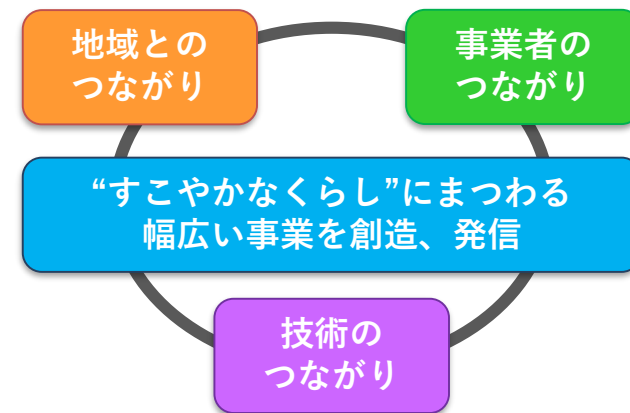 地域との
つながり
事業者の
つながり
“すこやかなくらし”にまつわる
幅広い事業を創造、発信
技術の
つながり